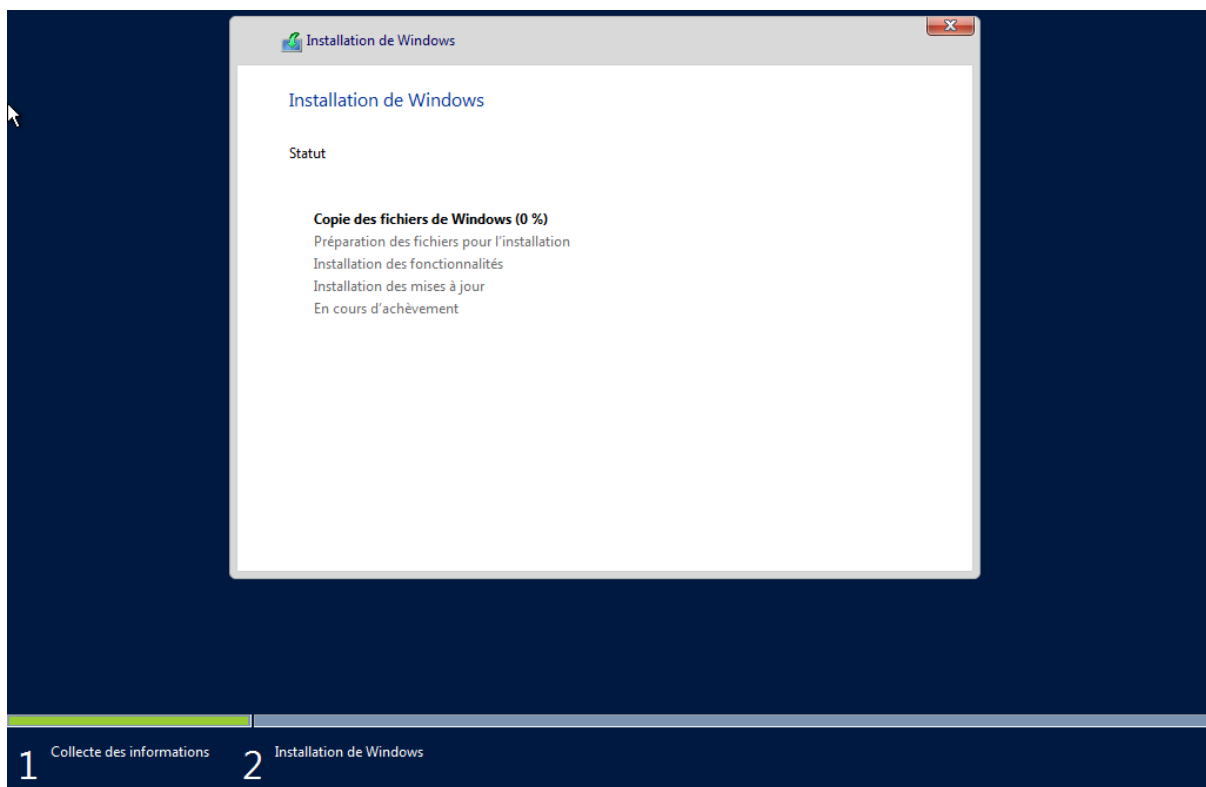 Installation de Windows
Installation de Windows
Statut
Copie des fichiers de Windows (0 %)
Préparation des fichiers pour l'installation
Installation des fonctionnalités
Installation des mises à jour
En cours d'achèvement
1 Collecte des informations
2 Installation de Windows